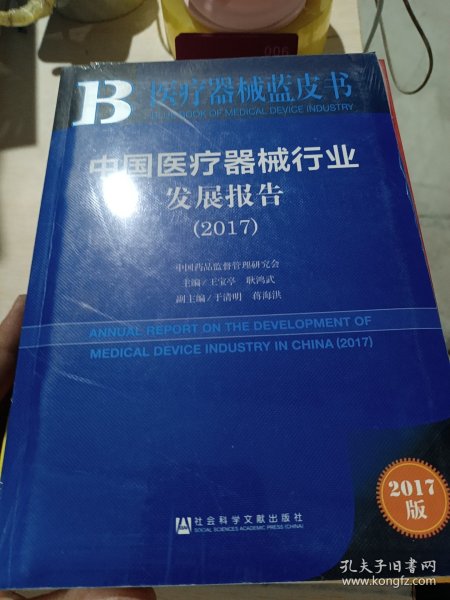 006
B
医疗器械蓝皮书
BLUE BOOK OF MEDICAL DEVICE INDUSTRY
中国医疗器械行业
发展报告
(2017)
中国药品监督管理研究会
主编/王宝亭 耿鸿武
副主编/于清明 蒋海洪
ANNUAL REPORT ON THE DEVELOPMENT OF
MEDICAL DEVICE INDUSTRY IN CHINA (2017)
2017
版
社会科学文献出版社
SOCIAL SCIENCES ACADEMIC PRESS (CHINA)
孔夫子旧书网
www.kongfz.com